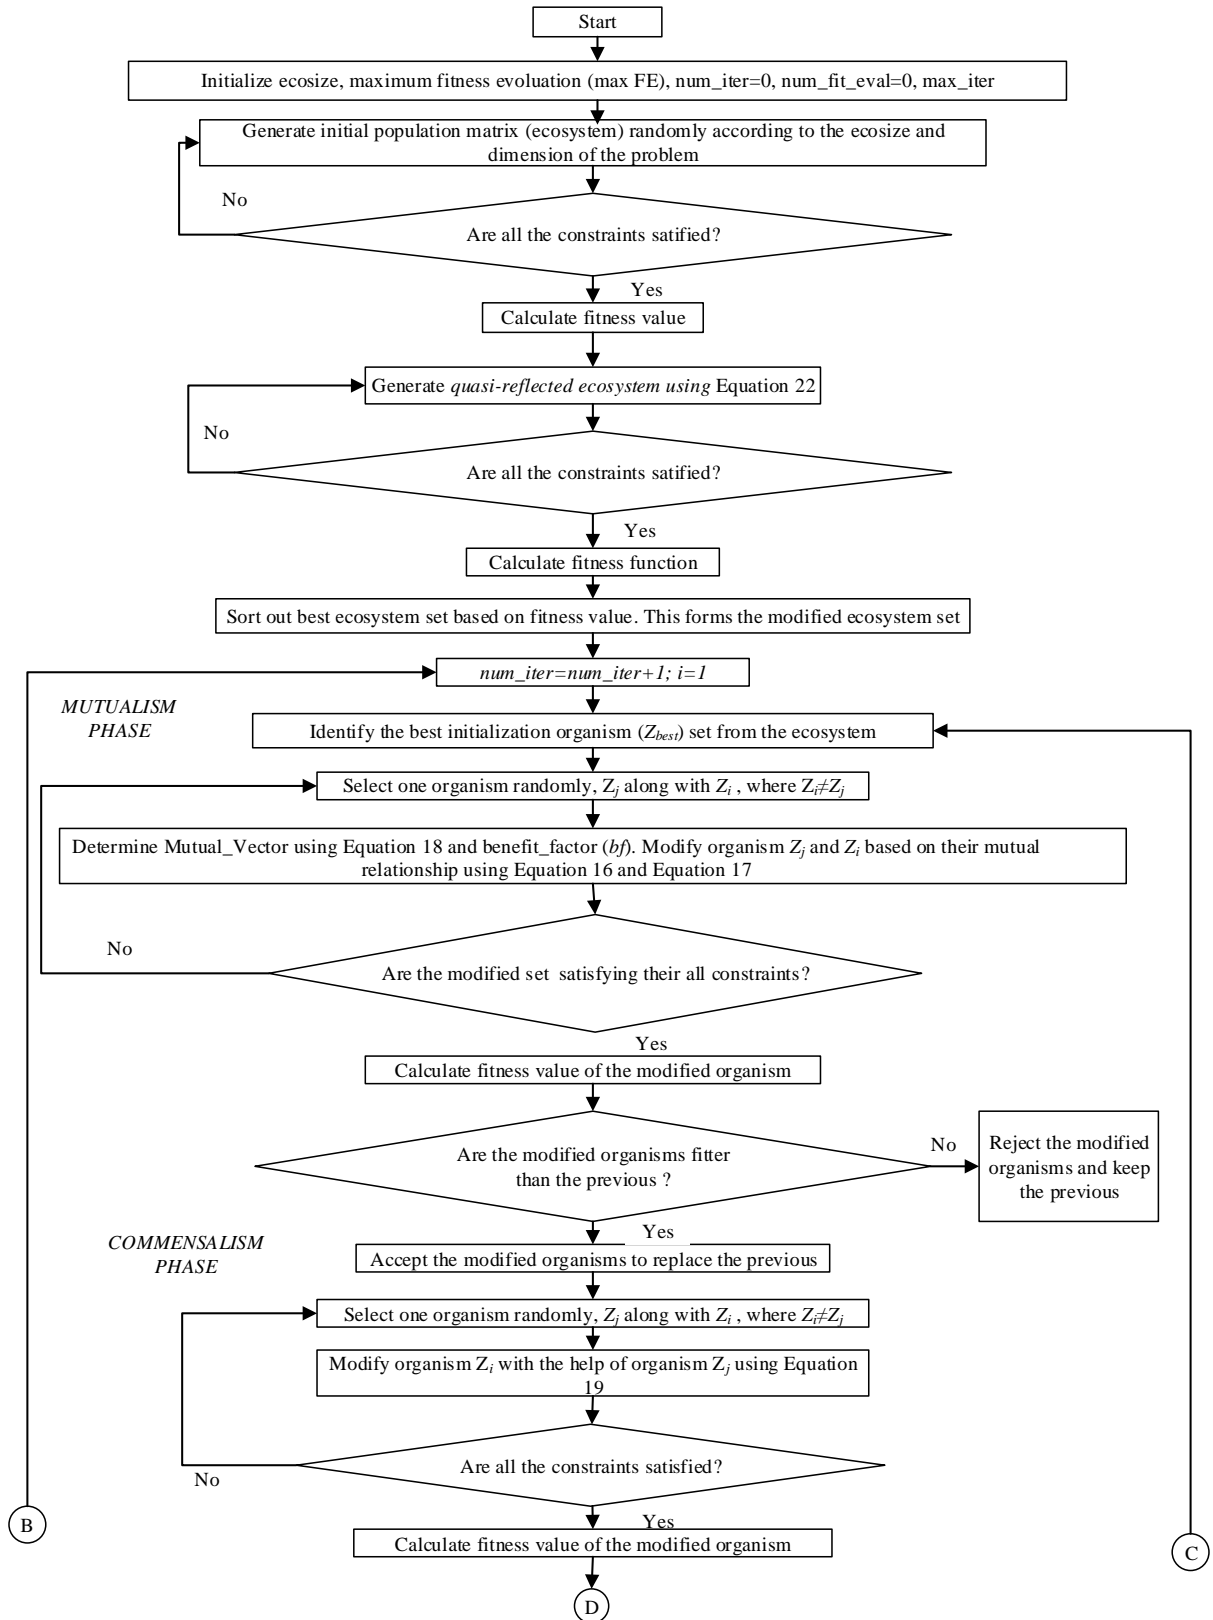 Start
Initialize ecosize, maximum fitness evoluation (max FE), num_iter=0, num_fit_eval=0, max_iter
Generate initial population matrix (ecosystem) randomly according to the ecosize and
dimension of the problem
No
Are all the constraints satified?
Yes
Calculate fitness value
Generate quasi-reflected ecosystem using Equation 22
No
Are all the constraints satified?
Yes
Calculate fitness function
Sort out best ecosystem set based on fitness value. This forms the modified ecosystem set
num_iter=num_iter+1; i=1
MUTUALISM
PHASE
Identify the best initialization organism (Zbest) set from the ecosystem
Select one organism randomly, Zj along with Zi , where Zi≠Zj
Determine Mutual_Vector using Equation 18 and benefit_factor (bf). Modify organism Zj and Zi based on their mutual
relationship using Equation 16 and Equation 17
No
Are the modified set satisfying their all constraints?
Yes
Calculate fitness value of the modified organism
Are the modified organisms fitter
than the previous ?
No
Reject the modified
organisms and keep
the previous
Yes
COMMENSALISM
PHASE
Accept the modified organisms to replace the previous
Select one organism randomly, Zj along with Zi , where Zi≠Zj
Modify organism Zi with the help of organism Zj using Equation
19
Are all the constraints satisfied?
No
Yes
B
Calculate fitness value of the modified organism
C
D